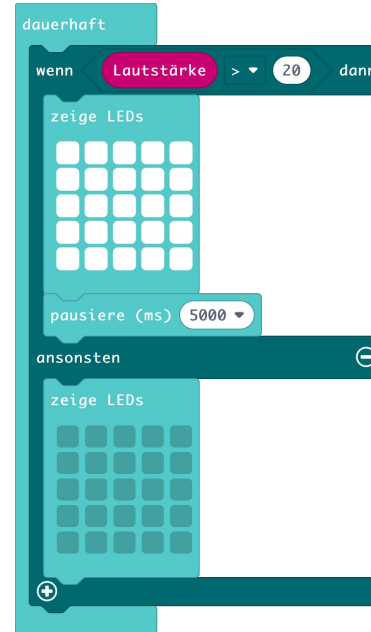 dauerhaft
wenn Lautstärke > 20 dann
zeige LEDs
pausiere (ms) 5000
ansonsten
zeige LEDs